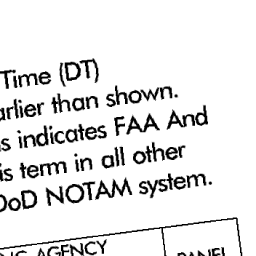 Time (DT)
arlier than shown.
s indicates FAA And
is term in all other
DoD NOTAM system.
AGENCY
PANEL